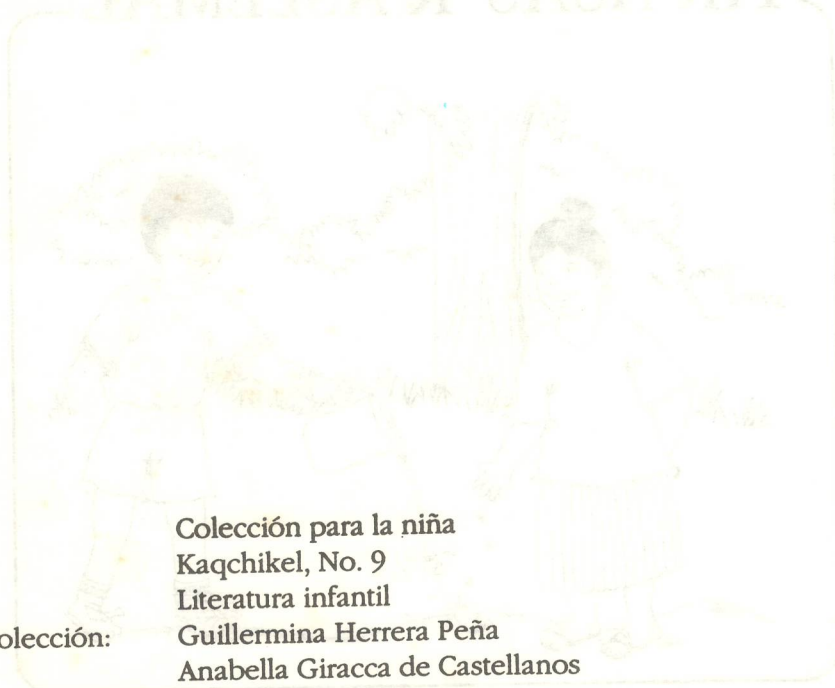 Colección para la niña
Kaqchikel, No. 9
Literatura infantil
olección: Guillermina Herrera Peña
Anabella Giracca de Castellanos